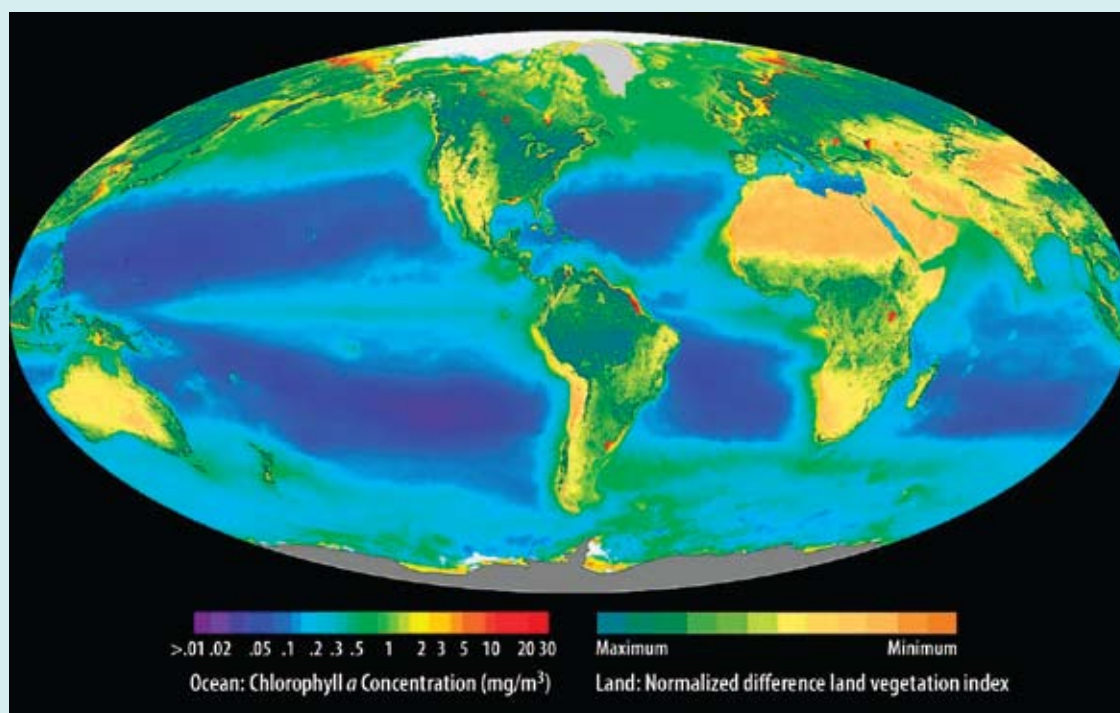 >.01 .02 .05 .1 .2 .3 .5 1 2 3 5 10 20 30
Ocean: Chlorophyll a Concentration (mg/m³)
Maximum Minimum
Land: Normalized difference land vegetation index